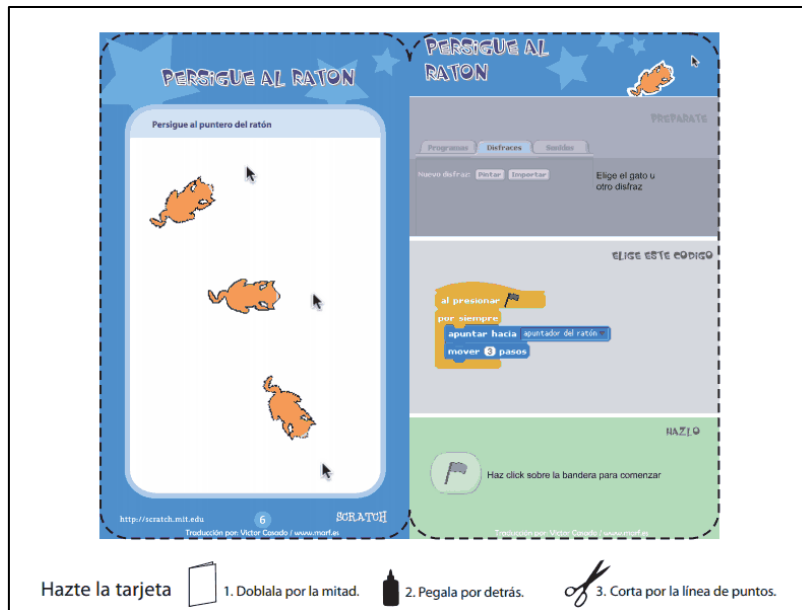 PERSIGUE AL RATON
Persigue al puntero del ratón
http://scratch.mit.edu
6
SCRATCH
Traducción por: Victor Casado / www.marf.es
PERSIGUE AL
RATON
PREPARATE
Programas
Disfraces
Sonidos
Nuevo disfraz:
Pintar
Importar
Elige el gato u
otro disfraz
ELIGE ESTE CODIGO
al presionar
por siempre
apuntar hacia apuntador del ratón
mover 3 pasos
HAZLO
Haz click sobre la bandera para comenzar
Traducción por: Victor Casado / www.marf.es
Hazte la tarjeta
1. Doblala por la mitad.
2. Pegala por detrás.
3. Corta por la línea de puntos.